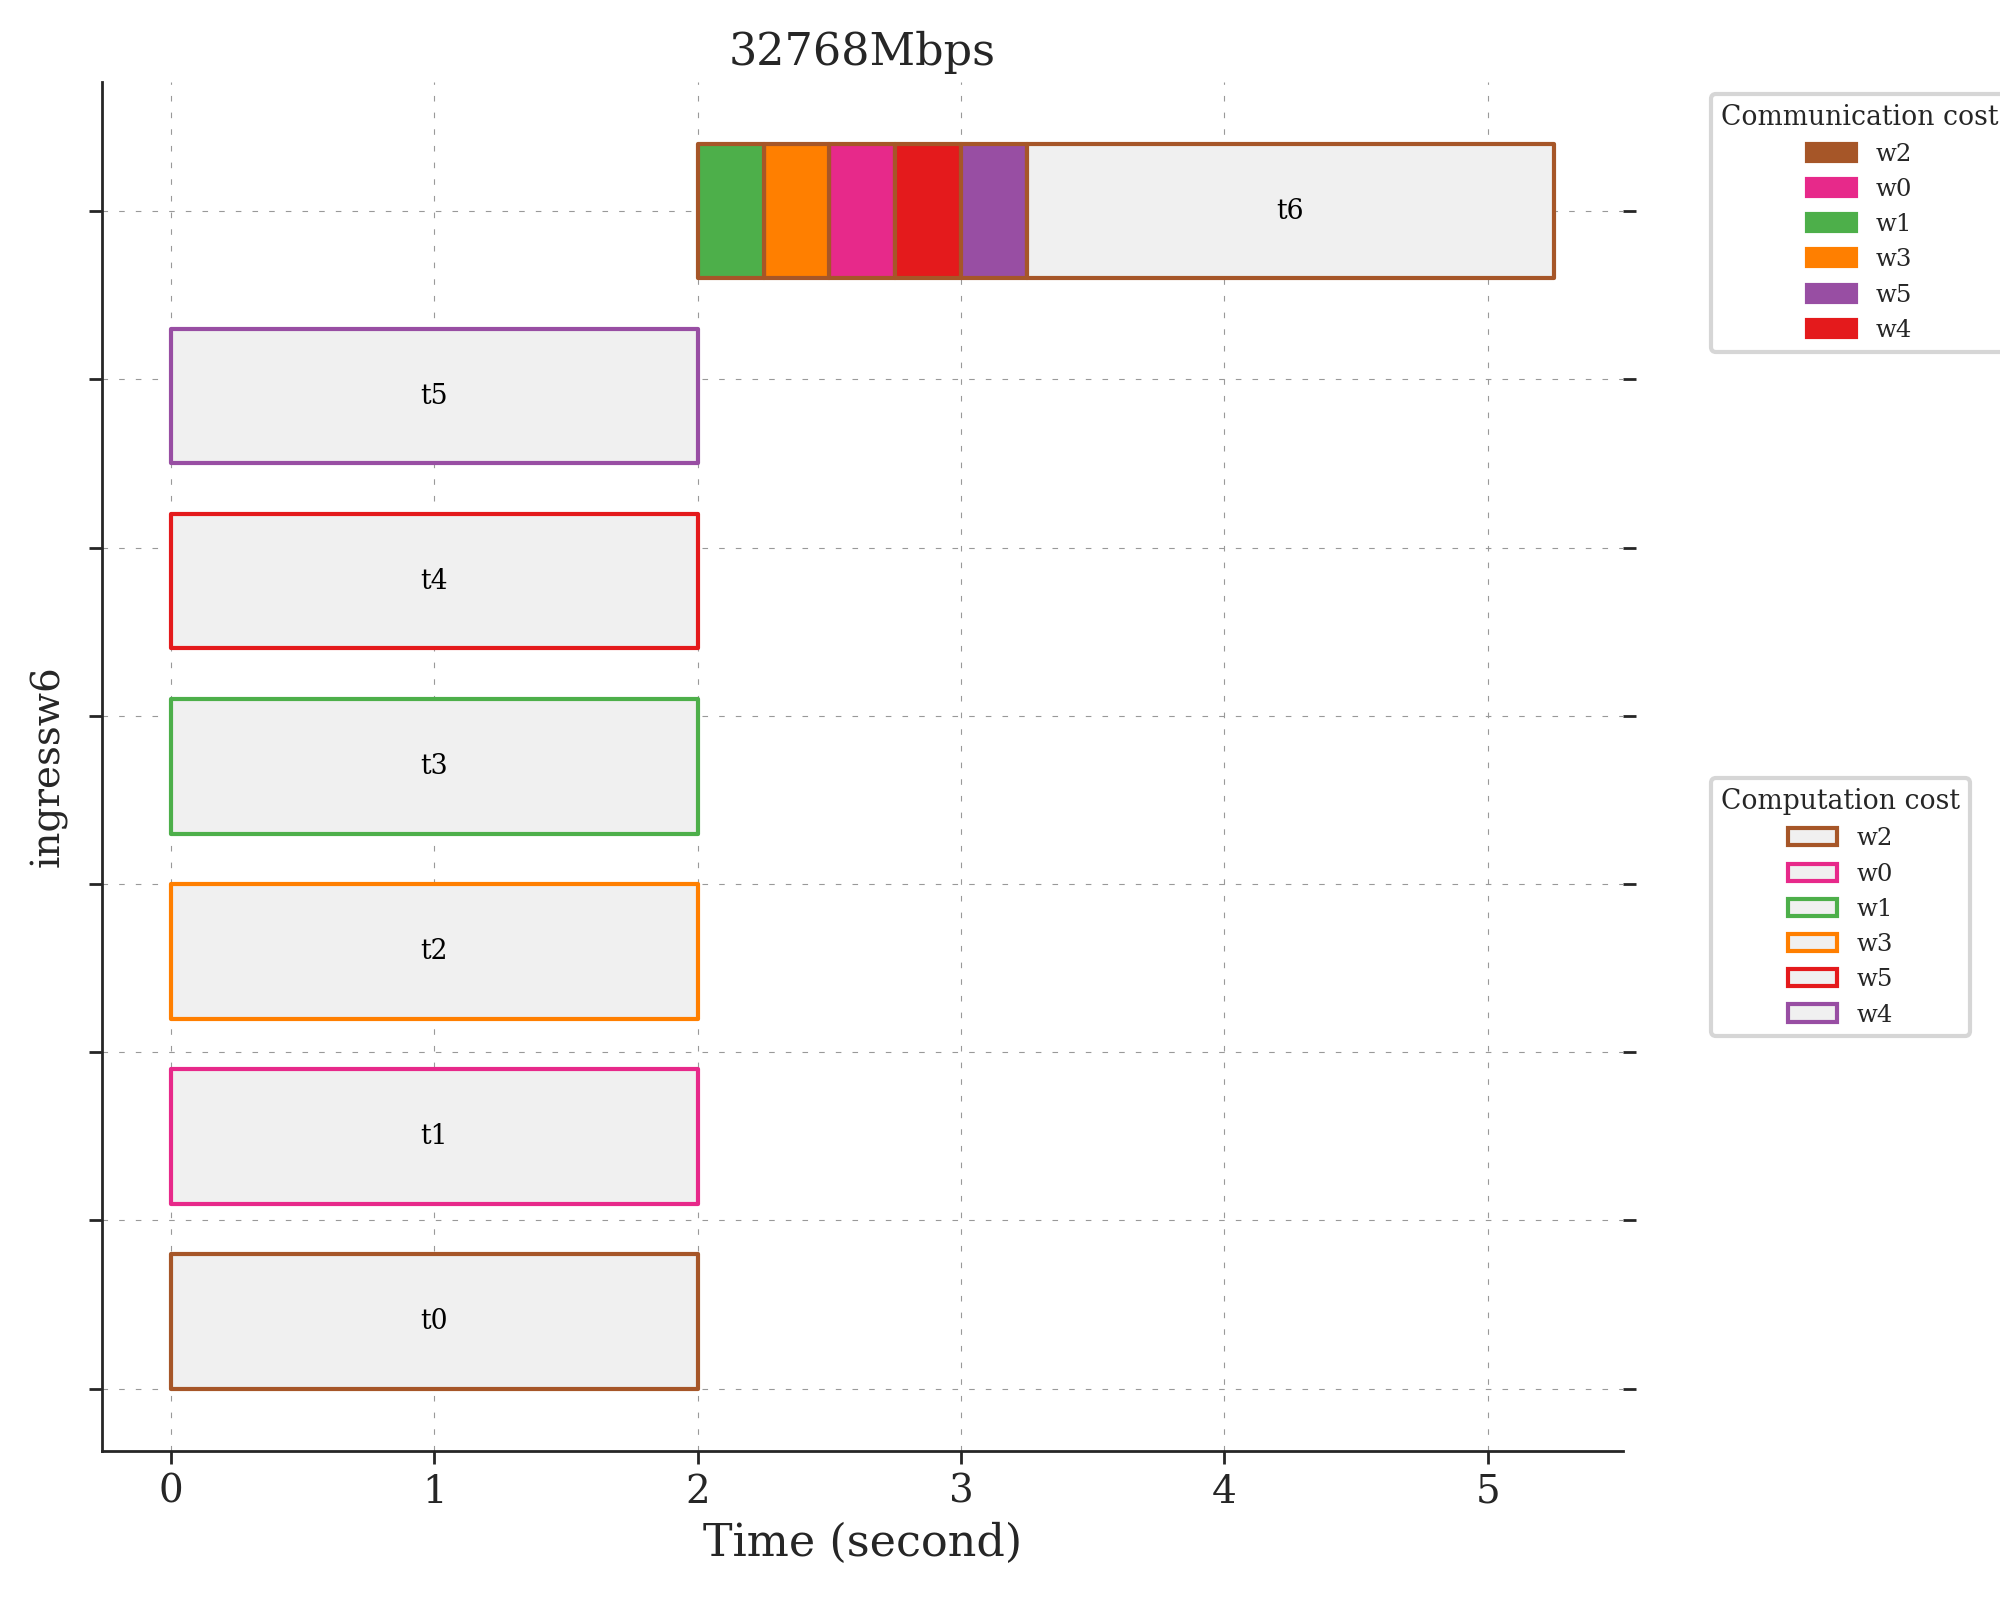 32768Mbps
Communication cost
w2
w0
w1
w3
w5
w4
t6
t5
t4
t3
t2
t1
t0
ingressw6
Computation cost
w2
w0
w1
w3
w5
w4
0 1 2 3 4 5
Time (second)